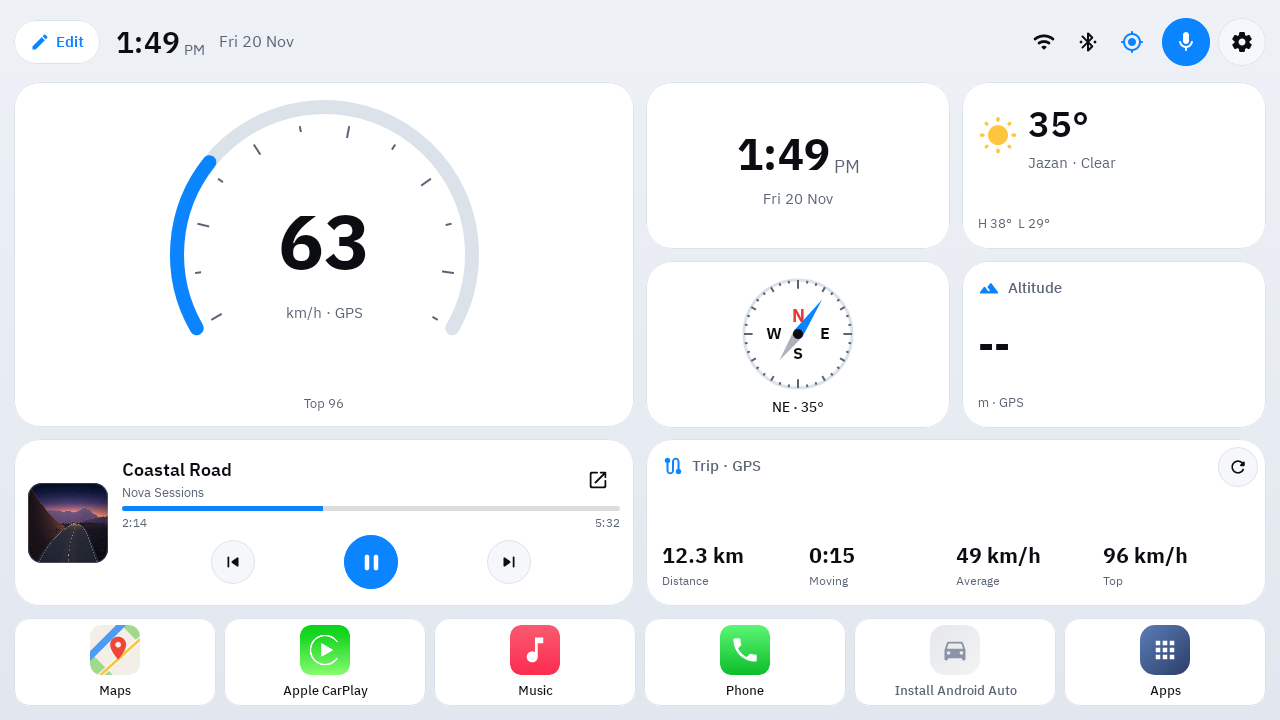 Edit
1:49 PM
Fri 20 Nov
63
km/h · GPS
Top 96
1:49 PM
Fri 20 Nov
35°
Jazan · Clear
H 38° L 29°
N
W
E
S
NE · 35°
Altitude
--
m · GPS
Coastal Road
Nova Sessions
2:14
5:32
Trip · GPS
12.3 km
0:15
49 km/h
96 km/h
Distance
Moving
Average
Top
Maps
Apple CarPlay
Music
Phone
Install Android Auto
Apps